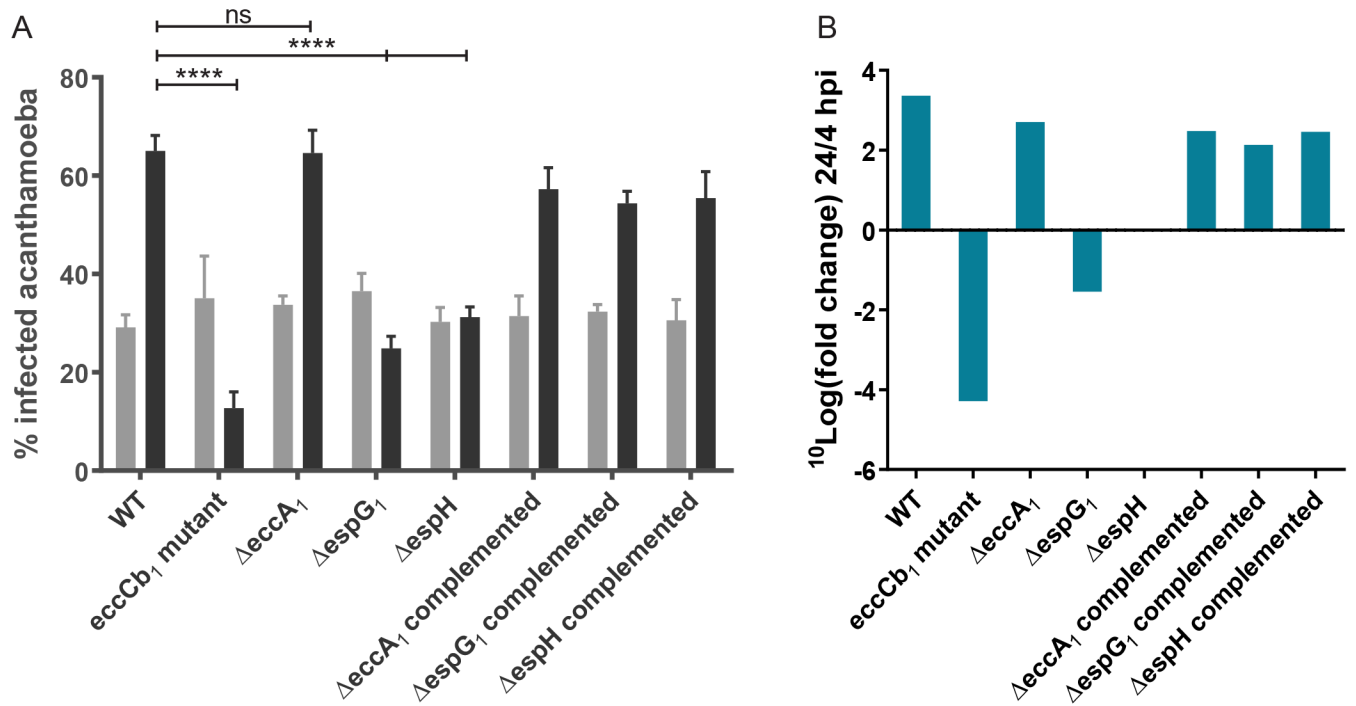 A
ns
****
****
% infected acanthamoeba
80
60
40
20
0
WT
eccCb₁ mutant
ΔeccA₁
ΔespG₁
ΔespH
ΔeccA₁ complemented
ΔespG₁ complemented
ΔespH complemented
B
¹⁰Log(fold change) 24/4 hpi
4
2
0
-2
-4
-6
WT
eccCb₁ mutant
ΔeccA₁
ΔespG₁
ΔespH
ΔeccA₁ complemented
ΔespG₁ complemented
ΔespH complemented